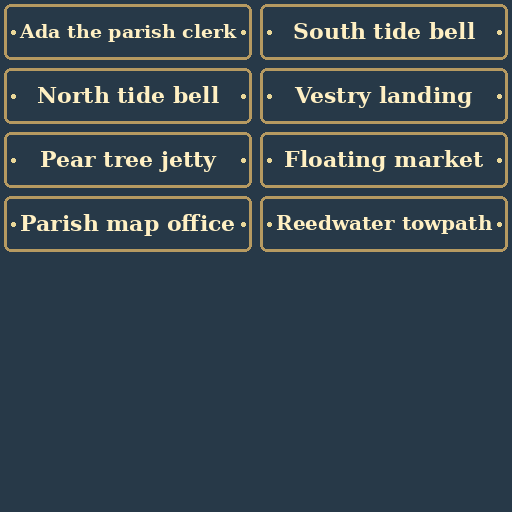 Ada the parish clerk
South tide bell
North tide bell
Vestry landing
Pear tree jetty
Floating market
Parish map office
Reedwater towpath